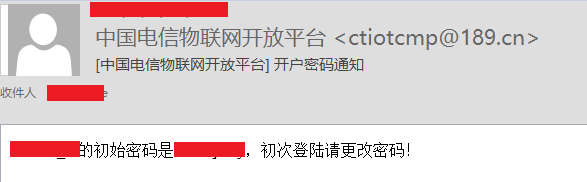 中国电信物联网开放平台 <ctiotcmp@189.cn>
[中国电信物联网开放平台] 开户密码通知
收件人
的初始密码是，初次登陆请更改密码！